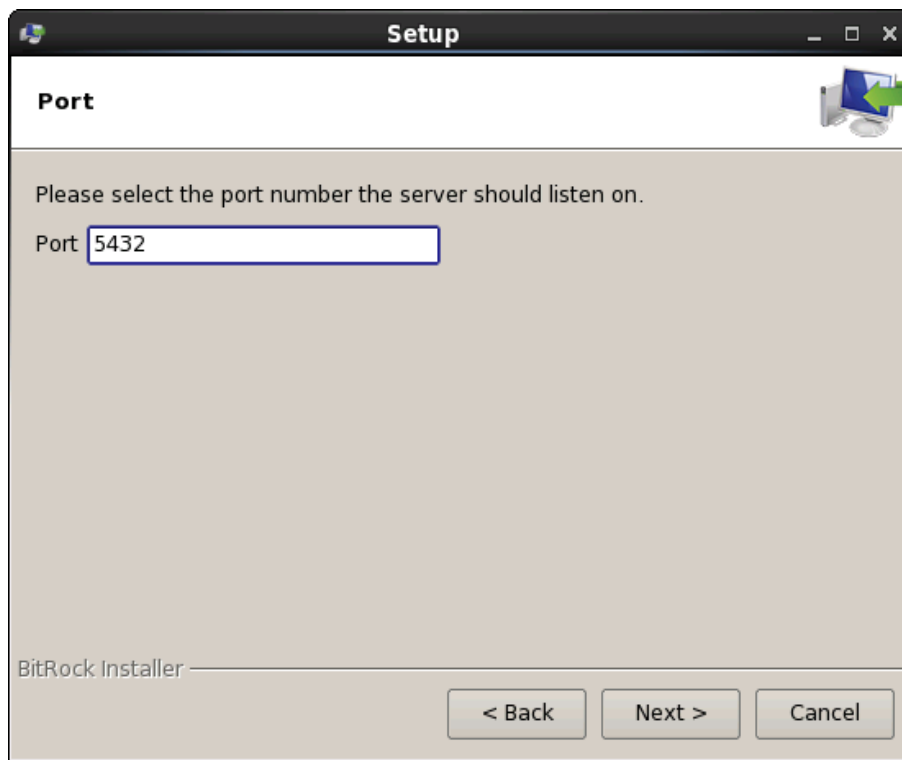 Setup
Port
Please select the port number the server should listen on.
Port 5432
BitRock Installer
< Back Next > Cancel